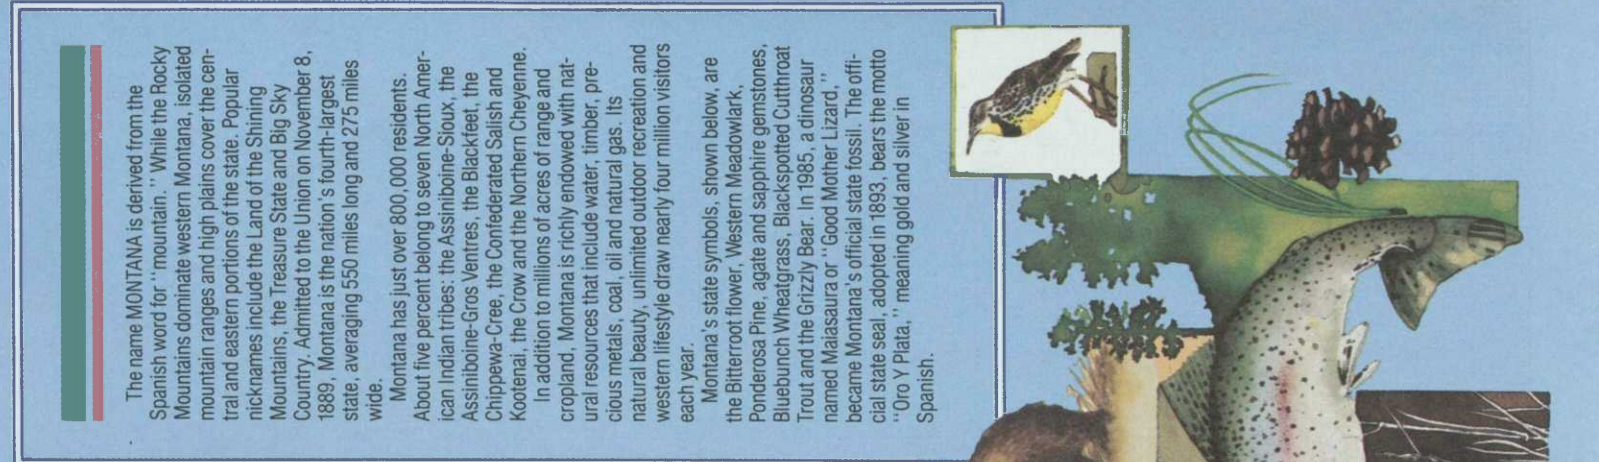 The name MONTANA is derived from the
Spanish word for "mountain." While the Rocky
Mountains dominate western Montana, isolated
mountain ranges and high plains cover the cen-
tral and eastern portions of the state. Popular
nicknames include the Land of the Shining
Mountains, the Treasure State and Big Sky
Country. Admitted to the Union on November 8,
1889, Montana is the nation's fourth-largest
state, averaging 550 miles long and 275 miles
wide.
Montana has just over 800,000 residents.
About five percent belong to seven North Amer-
ican Indian tribes: the Assiniboine-Sioux, the
Assiniboine-Gros Ventres, the Blackfeet, the
Chippewa-Cree, the Confederated Salish and
Kootenai, the Crow and the Northern Cheyenne.
In addition to millions of acres of range and
cropland, Montana is richly endowed with nat-
ural resources that include water, timber, pre-
cious metals, coal, oil and natural gas. Its
natural beauty, unlimited outdoor recreation and
western lifestyle draw nearly four million visitors
each year.
Montana's state symbols, shown below, are
the Bitterroot flower, Western Meadowlark,
Ponderosa Pine, agate and sapphire gemstones,
Bluebunch Wheatgrass, Blackspotted Cutthroat
Trout and the Grizzly Bear. In 1985, a dinosaur
named Maiasaura or "Good Mother Lizard,"
became Montana's official state fossil. The offi-
cial state seal, adopted in 1893, bears the motto
"Oro Y Plata," meaning gold and silver in
Spanish.